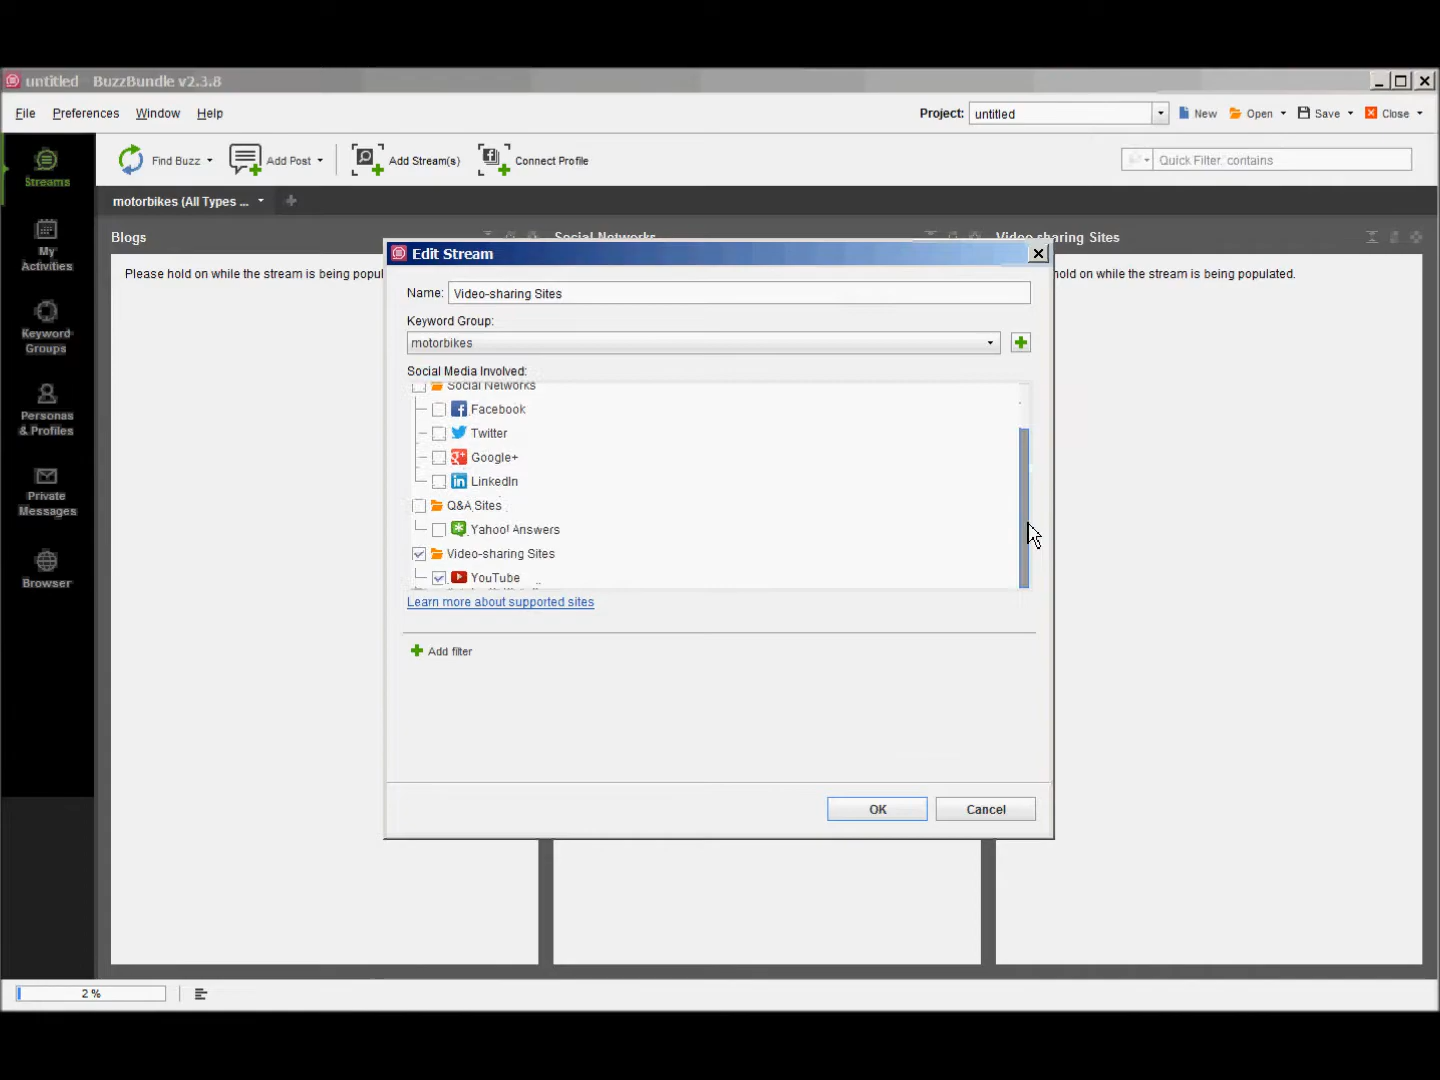 untitled BuzzBundle v2.3.8
File Preferences Window Help
Project: untitled New Open Save Close
Find Buzz Add Post Add Stream(s) Connect Profile Quick Filter: contains
Streams
My
Activities
Keyword
Groups
Personas
& Profiles
Private
Messages
Browser
motorbikes (All Types ...
Blogs Social Networks Video-sharing Sites
Please hold on while the stream is being popul
hold on while the stream is being populated.
Edit Stream
Name: Video-sharing Sites
Keyword Group:
motorbikes
Social Media Involved:
Social Networks
Facebook
Twitter
Google+
LinkedIn
Q&A Sites
Yahoo! Answers
Video-sharing Sites
YouTube
Learn more about supported sites
Add filter
OK Cancel
2 %